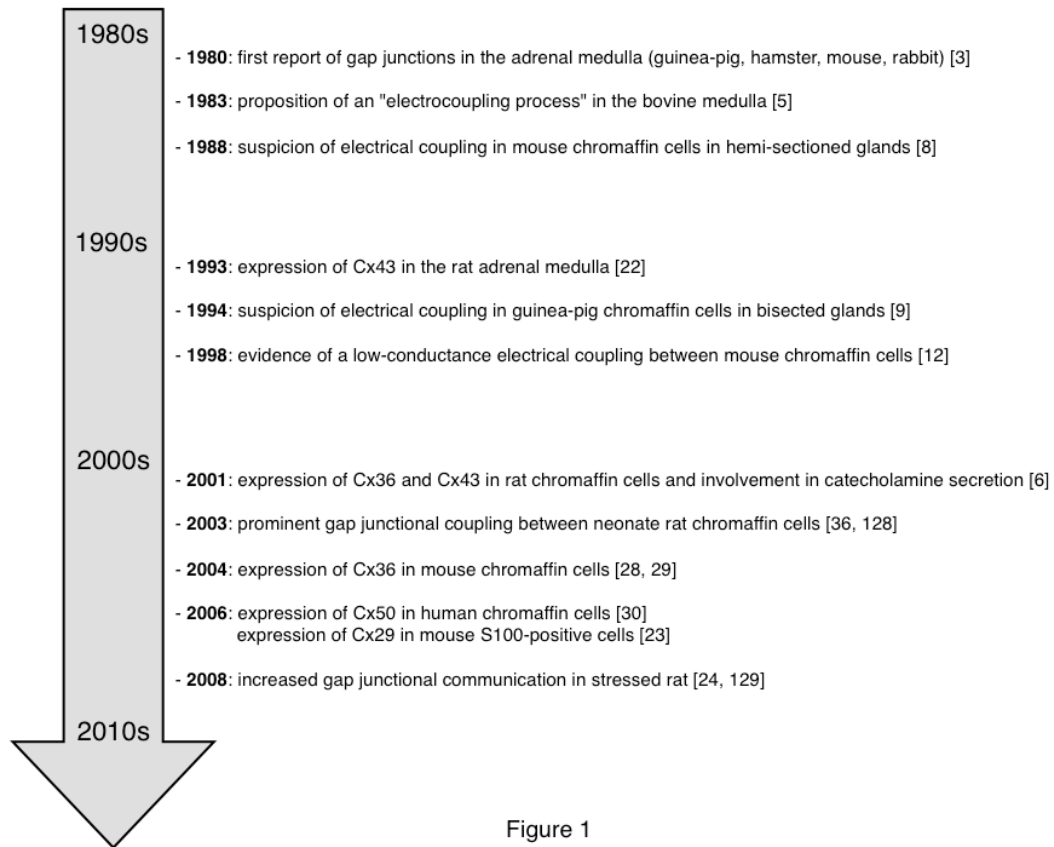 1980s
- 1980: first report of gap junctions in the adrenal medulla (guinea-pig, hamster, mouse, rabbit) [3]
- 1983: proposition of an "electrocoupling process" in the bovine medulla [5]
- 1988: suspicion of electrical coupling in mouse chromaffin cells in hemi-sectioned glands [8]
1990s
- 1993: expression of Cx43 in the rat adrenal medulla [22]
- 1994: suspicion of electrical coupling in guinea-pig chromaffin cells in bisected glands [9]
- 1998: evidence of a low-conductance electrical coupling between mouse chromaffin cells [12]
2000s
- 2001: expression of Cx36 and Cx43 in rat chromaffin cells and involvement in catecholamine secretion [6]
- 2003: prominent gap junctional coupling between neonate rat chromaffin cells [36, 128]
- 2004: expression of Cx36 in mouse chromaffin cells [28, 29]
- 2006: expression of Cx50 in human chromaffin cells [30]
expression of Cx29 in mouse S100-positive cells [23]
- 2008: increased gap junctional communication in stressed rat [24, 129]
2010s
Figure 1